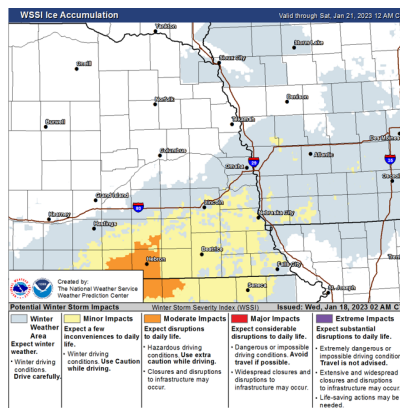 WSSI Ice Accumulation
Valid through Sat, Jan 21, 2023 12 AM C
Yankton
Storm Lake
Oneill
Sioux City
Denison
Norfolk
Tekamah
Burwell
Des Moines
Columbus
Atlantic
Omaha
Grand Island
Kearney
Lincoln
Nebraska City
Hastings
Beatrice
Hebron
Falls City
Seneca
St. Joseph
Created by:
The National Weather Service
Weather Prediction Center
Potential Winter Storm Impacts
Winter Storm Severity Index (WSSI)
Issued: Wed, Jan 18, 2023 02 AM CT
Winter
Weather
Area
Expect winter
weather.
• Winter driving
conditions.
Drive carefully.
Minor Impacts
Expect a few
inconveniences to daily
life.
• Winter driving
conditions. Use Caution
while driving.
Moderate Impacts
Expect disruptions
to daily life.
• Hazardous driving
conditions. Use extra
caution while driving.
• Closures and disruptions
to infrastructure may
occur.
Major Impacts
Expect considerable
disruptions to daily life.
• Dangerous or impossible
driving conditions. Avoid
travel if possible.
• Widespread closures and
disruptions to
infrastructure may occur.
Extreme Impacts
Expect substantial
disruptions to daily life.
• Extremely dangerous or
impossible driving condition
Travel is not advised.
• Extensive and widespread
closures and disruptions
to infrastructure may occur.
• Life-saving actions may be
needed.